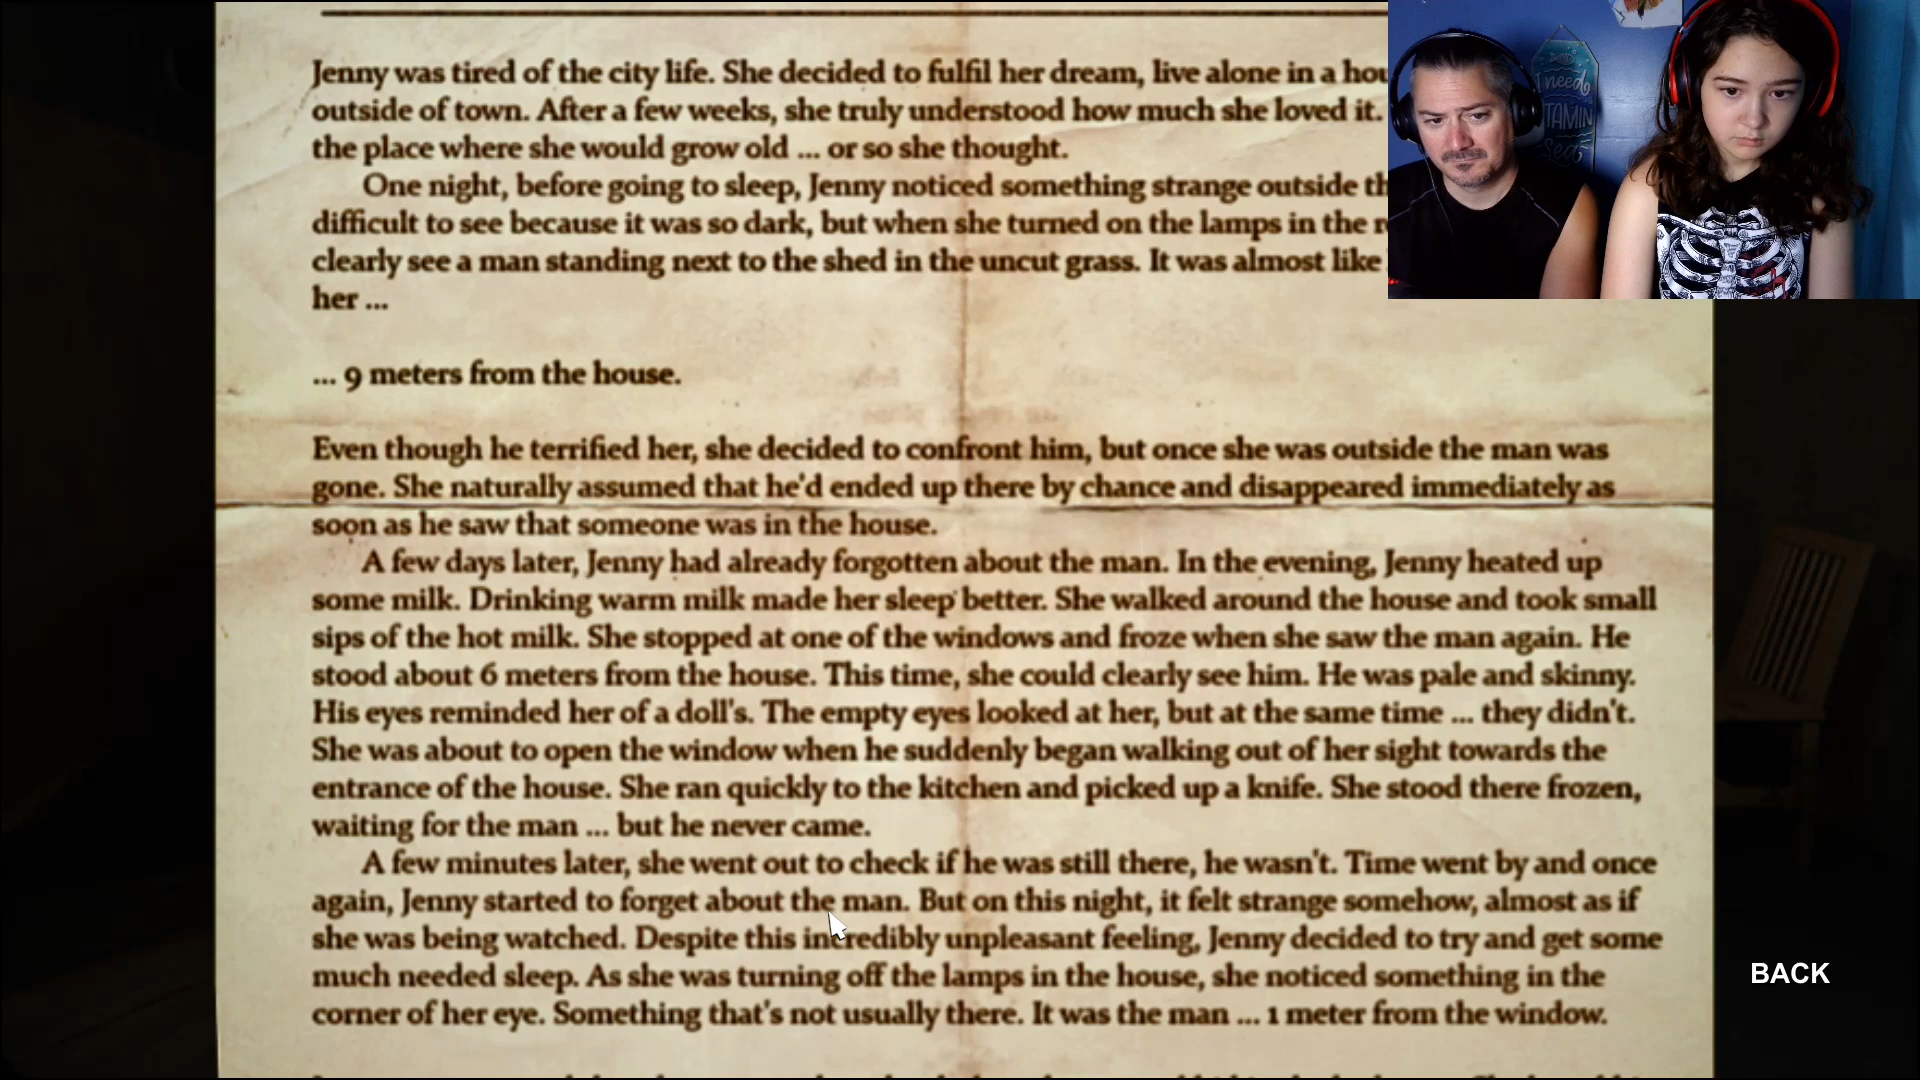 Jenny was tired of the city life. She decided to fulfil her dream, live alone in a
outside of town. After a few weeks, she truly understood how much she loved it.
the place where she would grow old ... or so she thought.
One night, before going to sleep, Jenny noticed something strange outside
difficult to see because it was so dark, but when she turned on the lamps in the
clearly see a man standing next to the shed in the uncut grass. It was almost like
her ...
... 9 meters from the house.
Even though he terrified her, she decided to confront him, but once she was outside the man was
gone. She naturally assumed that he'd ended up there by chance and disappeared immediately as
soon as he saw that someone was in the house.
A few days later, Jenny had already forgotten about the man. In the evening, Jenny heated up
some milk. Drinking warm milk made her sleep better. She walked around the house and took small
sips of the hot milk. She stopped at one of the windows and froze when she saw the man again. He
stood about 6 meters from the house. This time, she could clearly see him. He was pale and skinny.
His eyes reminded her of a doll's. The empty eyes looked at her, but at the same time ... they didn't.
She was about to open the window when he suddenly began walking out of her sight towards the
entrance of the house. She ran quickly to the kitchen and picked up a knife. She stood there frozen,
waiting for the man ... but he never came.
A few minutes later, she went out to check if he was still there, he wasn't. Time went by and once
again, Jenny started to forget about the man. But on this night, it felt strange somehow, almost as if
she was being watched. Despite this incredibly unpleasant feeling, Jenny decided to try and get some
much needed sleep. As she was turning off the lamps in the house, she noticed something in the
corner of her eye. Something that's not usually there. It was the man ... 1 meter from the window.
I need
Sea
BACK